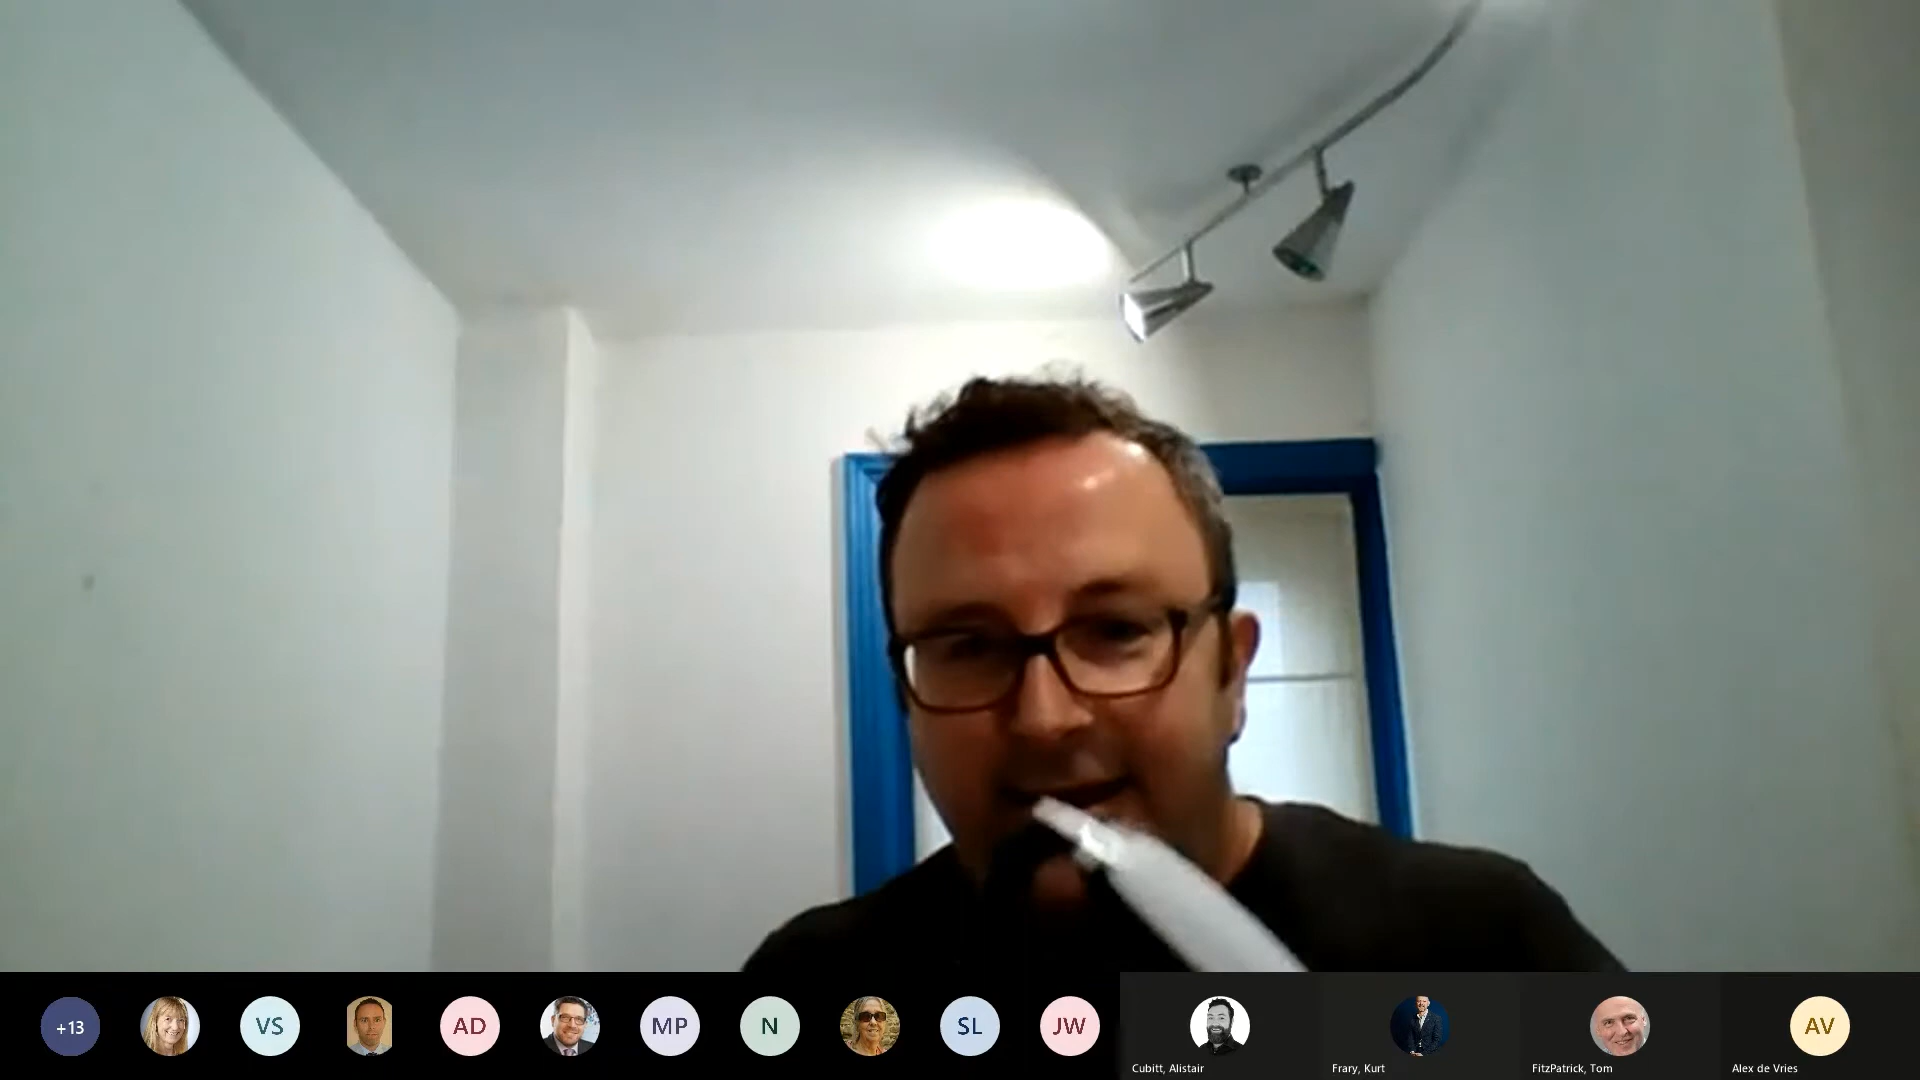 +13
VS
AD
MP
N
SL
JW
AV
Cubitt, Alistair
Frary, Kurt
FitzPatrick, Tom
Alex de Vries